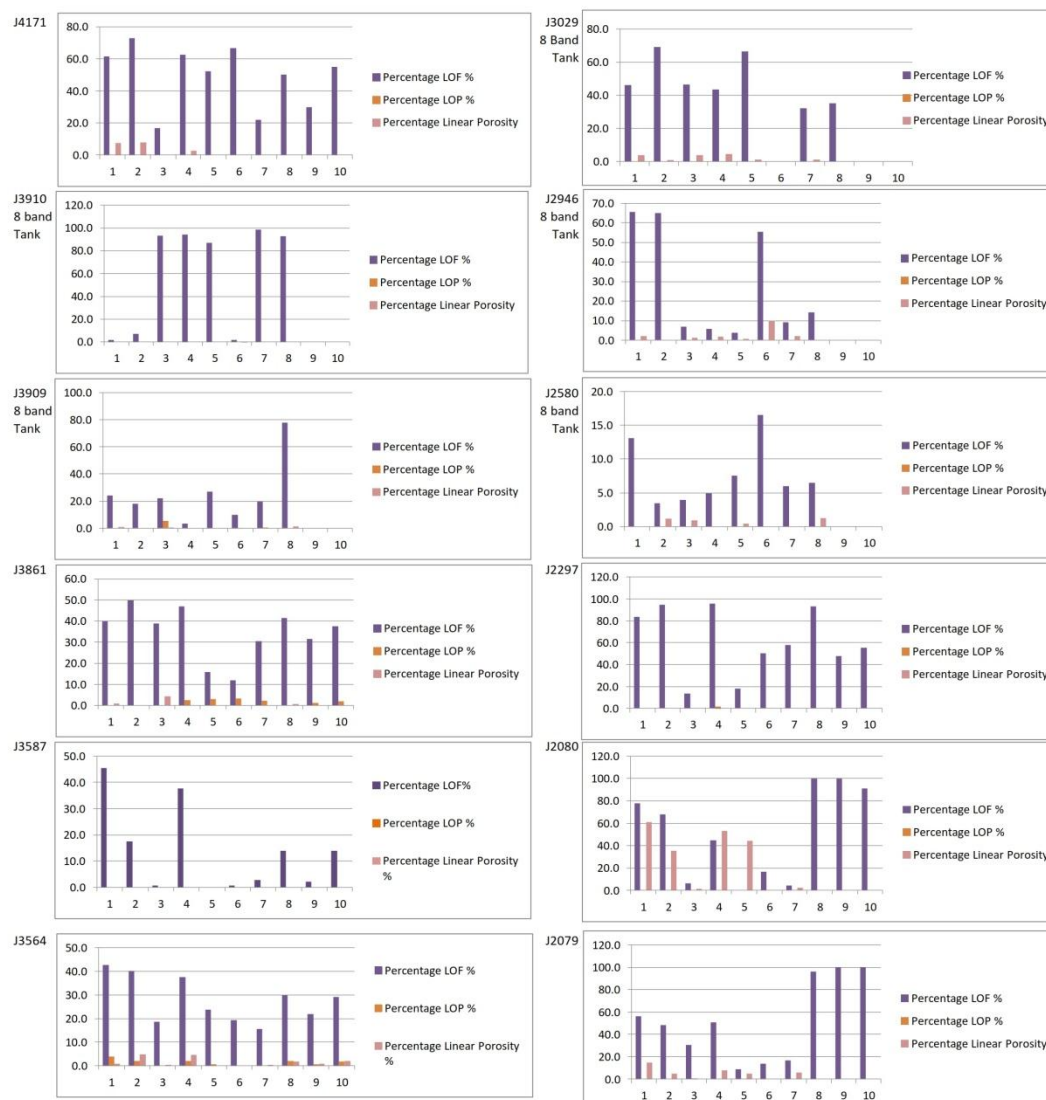 J4171
80.0
60.0
40.0
20.0
0.0
1 2 3 4 5 6 7 8 9 10
Percentage LOF %
Percentage LOP %
Percentage Linear Porosity
J3910
8 band
Tank
120.0
100.0
80.0
60.0
40.0
20.0
0.0
1 2 3 4 5 6 7 8 9 10
Percentage LOF %
Percentage LOP %
Percentage Linear Porosity
J3909
8 band
Tank
100.0
80.0
60.0
40.0
20.0
0.0
1 2 3 4 5 6 7 8 9 10
Percentage LOF %
Percentage LOP %
Percentage Linear Porosity
J3861
60.0
50.0
40.0
30.0
20.0
10.0
0.0
1 2 3 4 5 6 7 8 9 10
Percentage LOF %
Percentage LOP %
Percentage Linear Porosity
J3587
50.0
40.0
30.0
20.0
10.0
0.0
1 2 3 4 5 6 7 8 9 10
Percentage LOF%
Percentage LOP %
Percentage Linear Porosity
%
J3564
50.0
40.0
30.0
20.0
10.0
0.0
1 2 3 4 5 6 7 8 9 10
Percentage LOF %
Percentage LOP %
Percentage Linear Porosity
%
J3029
8 Band
Tank
80.0
60.0
40.0
20.0
0.0
1 2 3 4 5 6 7 8 9 10
Percentage LOF %
Percentage LOP %
Percentage Linear Porosity
J2946
8 band
Tank
70.0
60.0
50.0
40.0
30.0
20.0
10.0
0.0
1 2 3 4 5 6 7 8 9 10
Percentage LOF %
Percentage LOP %
Percentage Linear Porosity
J2580
8 band
Tank
20.0
15.0
10.0
5.0
0.0
1 2 3 4 5 6 7 8 9 10
Percentage LOF %
Percentage LOP %
Percentage Linear Porosity
J2297
120.0
100.0
80.0
60.0
40.0
20.0
0.0
1 2 3 4 5 6 7 8 9 10
Percentage LOF %
Percentage LOP %
Percentage Linear Porosity
J2080
120.0
100.0
80.0
60.0
40.0
20.0
0.0
1 2 3 4 5 6 7 8 9 10
Percentage LOF %
Percentage LOP %
Percentage Linear Porosity
J2079
120.0
100.0
80.0
60.0
40.0
20.0
0.0
1 2 3 4 5 6 7 8 9 10
Percentage LOF %
Percentage LOP %
Percentage Linear Porosity